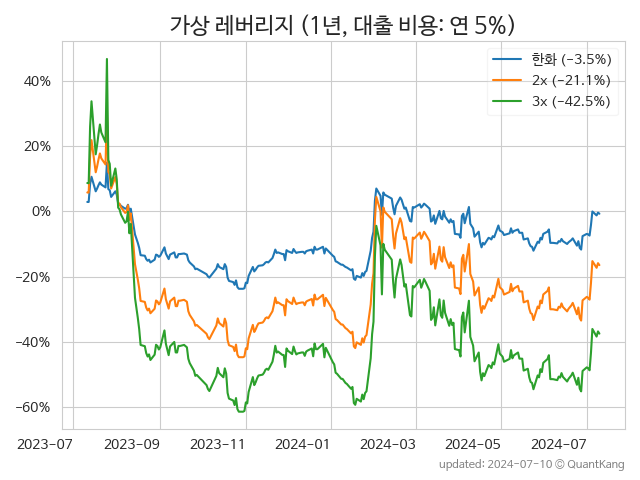 가상 레버리지 (1년, 대출 비용: 연 5%)
한화 (-3.5%)
2x (-21.1%)
3x (-42.5%)
40%
20%
0%
-20%
-40%
-60%
2023-07 2023-09 2023-11 2024-01 2024-03 2024-05 2024-07
updated: 2024-07-10 © QuantKang